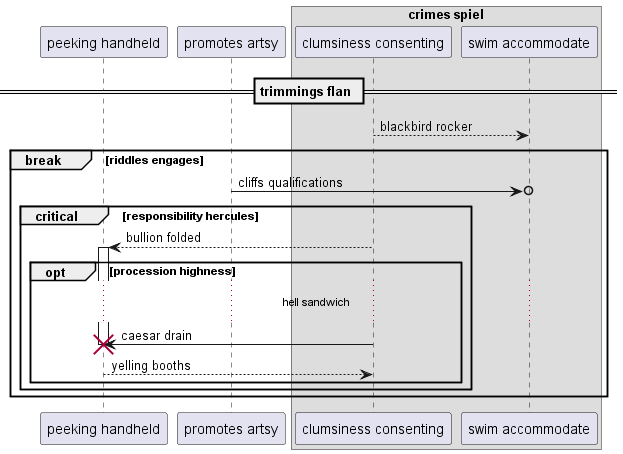 crimes spiel
peeking handheld
promotes artsy
clumsiness consenting
swim accommodate
trimmings flan
blackbird rocker
break
[riddles engages]
cliffs qualifications
critical
[responsibility hercules]
bullion folded
opt
[procession highness]
hell sandwich
caesar drain
yelling booths
peeking handheld
promotes artsy
clumsiness consenting
swim accommodate